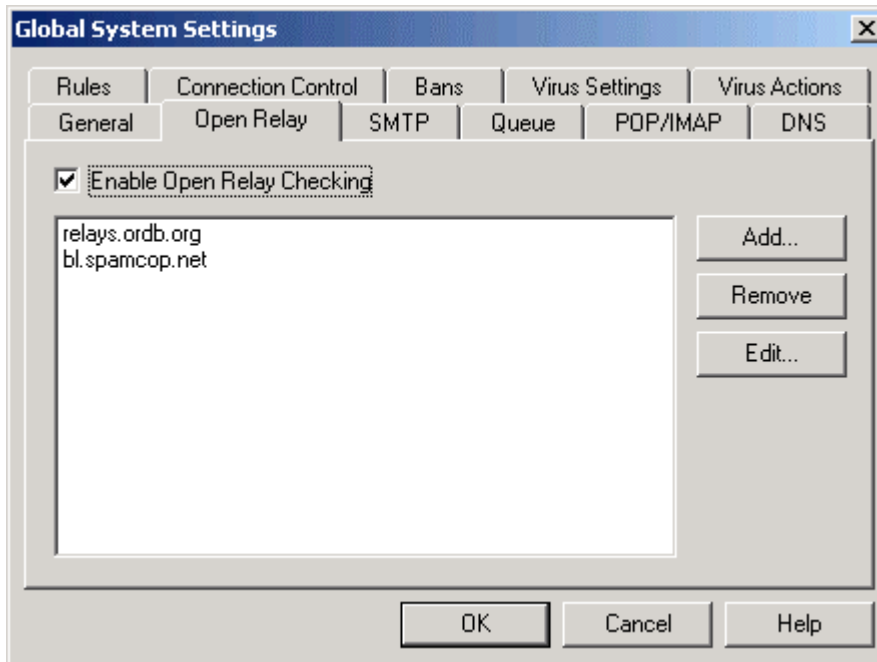 Global System Settings
Rules Connection Control Bans Virus Settings Virus Actions
General Open Relay SMTP Queue POP/IMAP DNS
Enable Open Relay Checking
relays.ordb.org
bl.spamcop.net
Add...
Remove
Edit...
OK Cancel Help